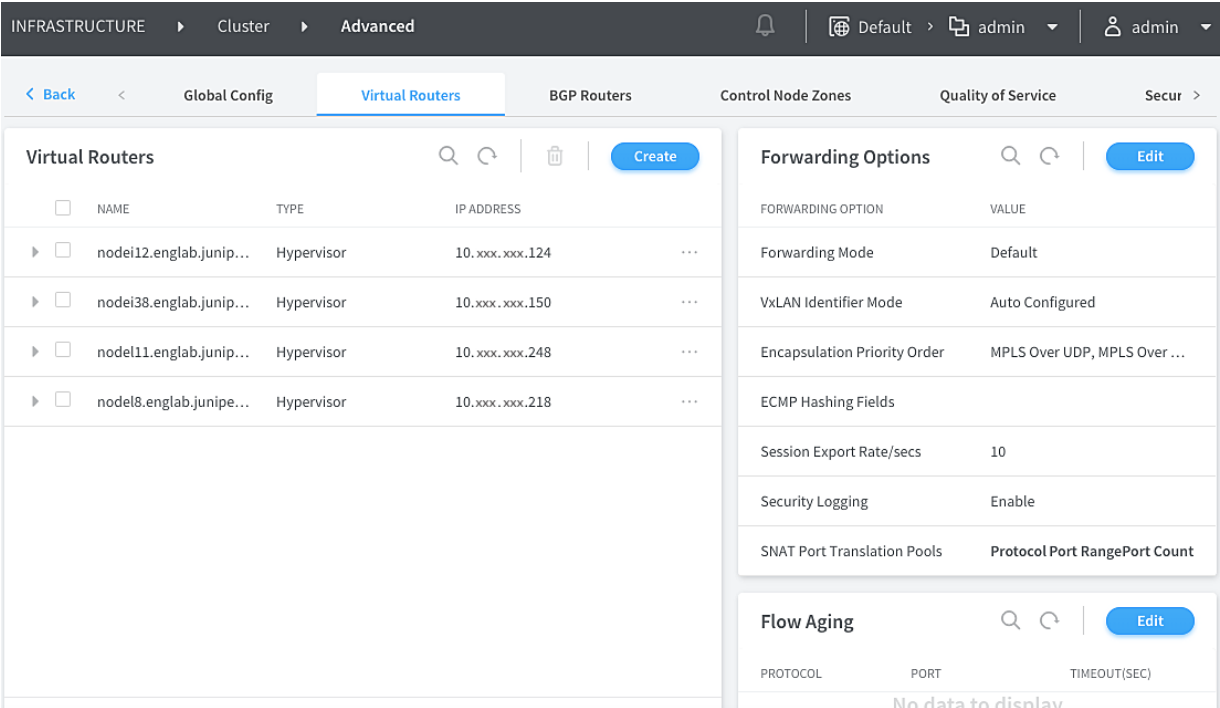 INFRASTRUCTURE Cluster Advanced Default admin admin
Back Global Config Virtual Routers BGP Routers Control Node Zones Quality of Service Secur
Virtual Routers Create
NAME TYPE IP ADDRESS
nodei12.englab.junip... Hypervisor 10.xxx.xxx.124 ...
nodei38.englab.junip... Hypervisor 10.xxx.xxx.150 ...
nodel11.englab.junip... Hypervisor 10.xxx.xxx.248 ...
nodel8.englab.junipe... Hypervisor 10.xxx.xxx.218 ...
Forwarding Options Edit
FORWARDING OPTION VALUE
Forwarding Mode Default
VxLAN Identifier Mode Auto Configured
Encapsulation Priority Order MPLS Over UDP, MPLS Over ...
ECMP Hashing Fields
Session Export Rate/secs 10
Security Logging Enable
SNAT Port Translation Pools Protocol Port RangePort Count
Flow Aging Edit
PROTOCOL PORT TIMEOUT(SEC)
No data to display